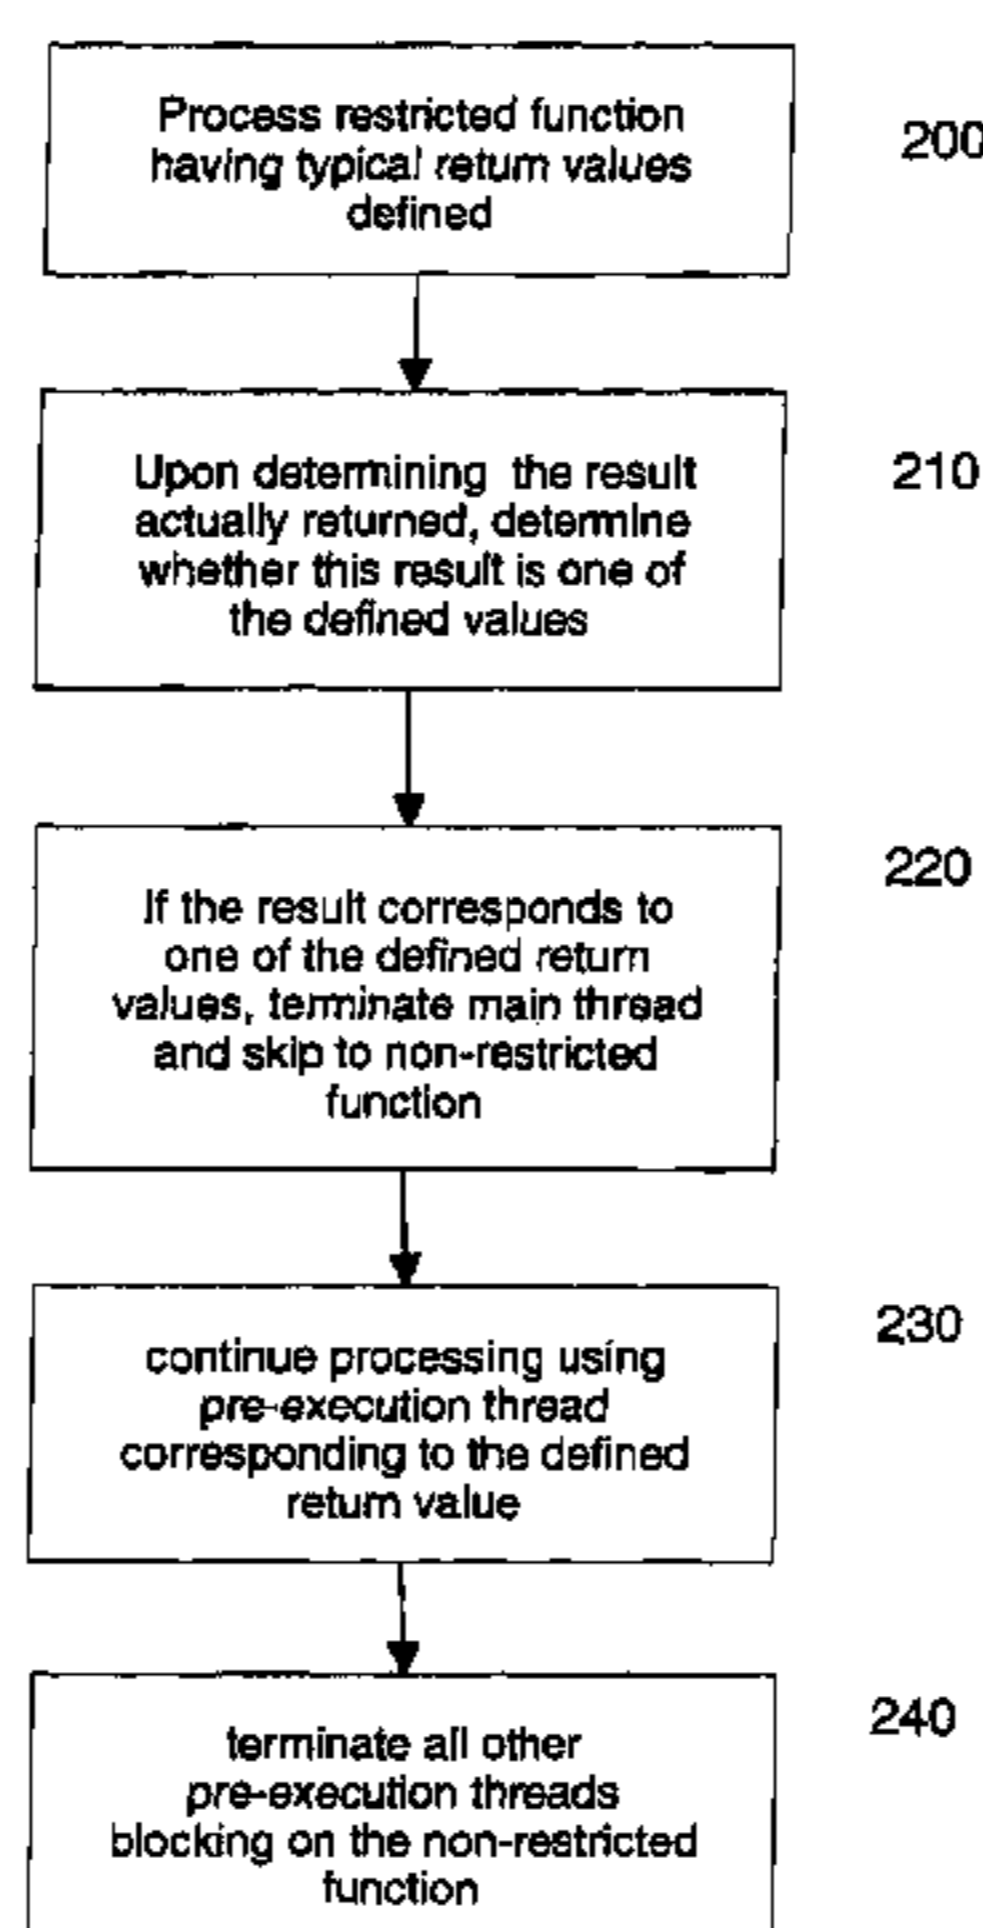 Process restricted function
having typical return values
defined
200
Upon determining the result
actually returned, determine
whether this result is one of
the defined values
210
If the result corresponds to
one of the defined return
values, terminate main thread
and skip to non-restricted
function
220
continue processing using
pre-execution thread
corresponding to the defined
return value
230
terminate all other
pre-execution threads
blocking on the non-restricted
function
240